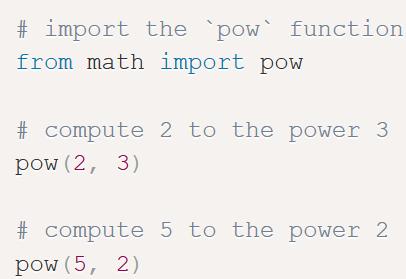 # import the `pow` function
from math import pow
# compute 2 to the power 3
pow(2, 3)
# compute 5 to the power 2
pow(5, 2)